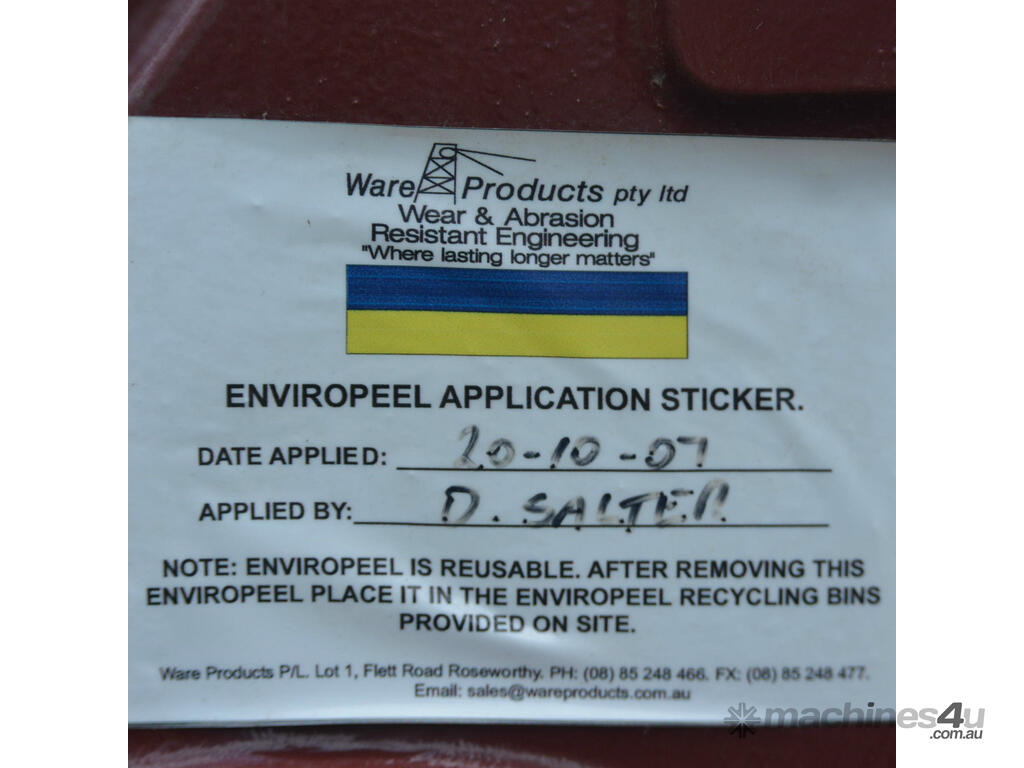 Ware Products pty ltd
Wear & Abrasion
Resistant Engineering
"Where lasting longer matters"
ENVIROPEEL APPLICATION STICKER.
DATE APPLIED: 20-10-07
APPLIED BY: D. SALTER
NOTE: ENVIROPEEL IS REUSABLE. AFTER REMOVING THIS
ENVIROPEEL PLACE IT IN THE ENVIROPEEL RECYCLING BINS
PROVIDED ON SITE.
Ware Products P/L. Lot 1, Flett Road Roseworthy. PH: (08) 85 248 466. FX: (08) 85 248 477.
Email: sales@wareproducts.com.au
machines4u
.com.au